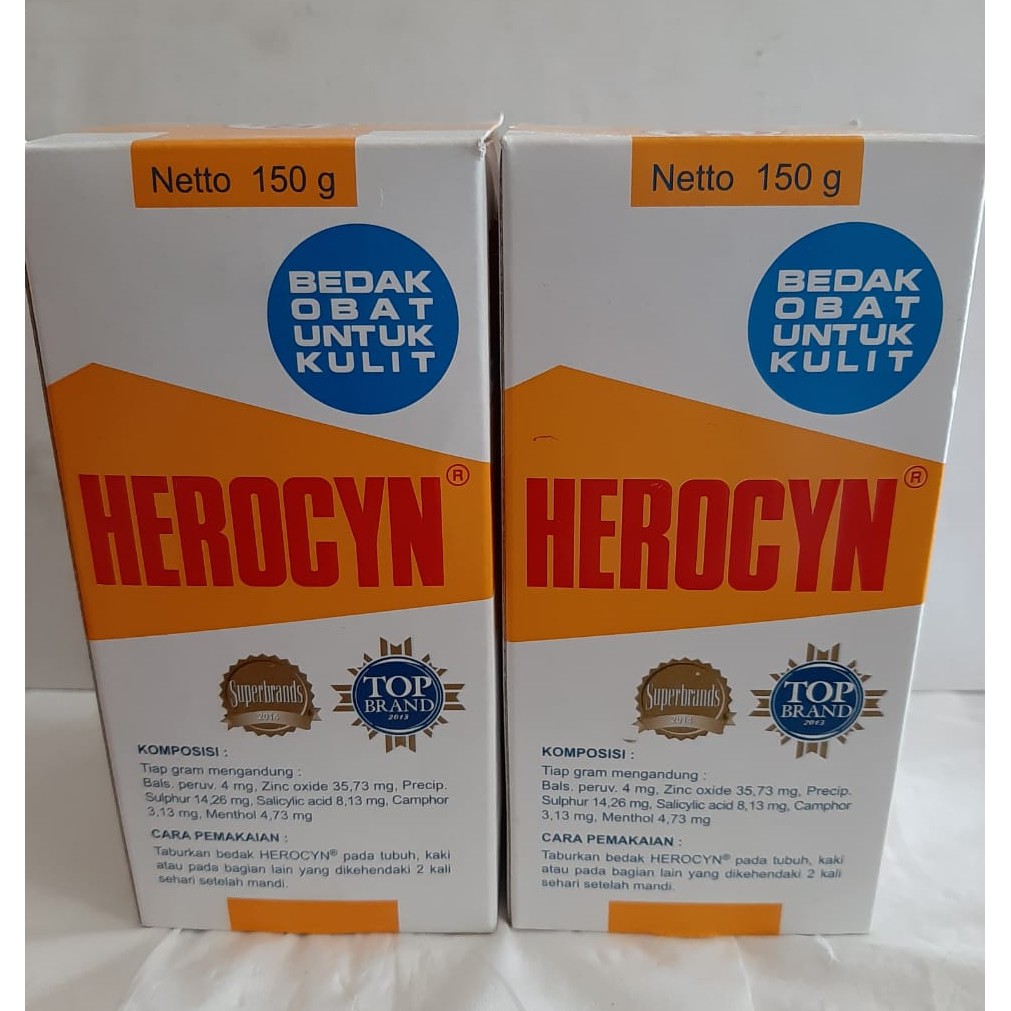 Netto 150 g
BEDAK
OBAT
UNTUK
KULIT
HEROCYN®
Superbrands
2014
TOP
BRAND
2013
KOMPOSISI :
Tiap gram mengandung :
Bals. peruv. 4 mg, Zinc oxide 35,73 mg, Precip.
Sulphur 14,26 mg, Salicylic acid 8,13 mg, Camphor
3,13 mg, Menthol 4,73 mg
CARA PEMAKAIAN :
Taburkan bedak HEROCYN® pada tubuh, kaki
atau pada bagian lain yang dikehendaki 2 kali
sehari setelah mandi.
Netto 150 g
BEDAK
OBAT
UNTUK
KULIT
HEROCYN®
Superbrands
2014
TOP
BRAND
2013
KOMPOSISI :
Tiap gram mengandung :
Bals. peruv. 4 mg, Zinc oxide 35,73 mg, Precip.
Sulphur 14,26 mg, Salicylic acid 8,13 mg, Camphor
3,13 mg, Menthol 4,73 mg
CARA PEMAKAIAN :
Taburkan bedak HEROCYN® pada tubuh, kaki
atau pada bagian lain yang dikehendaki 2 kali
sehari setelah mandi.